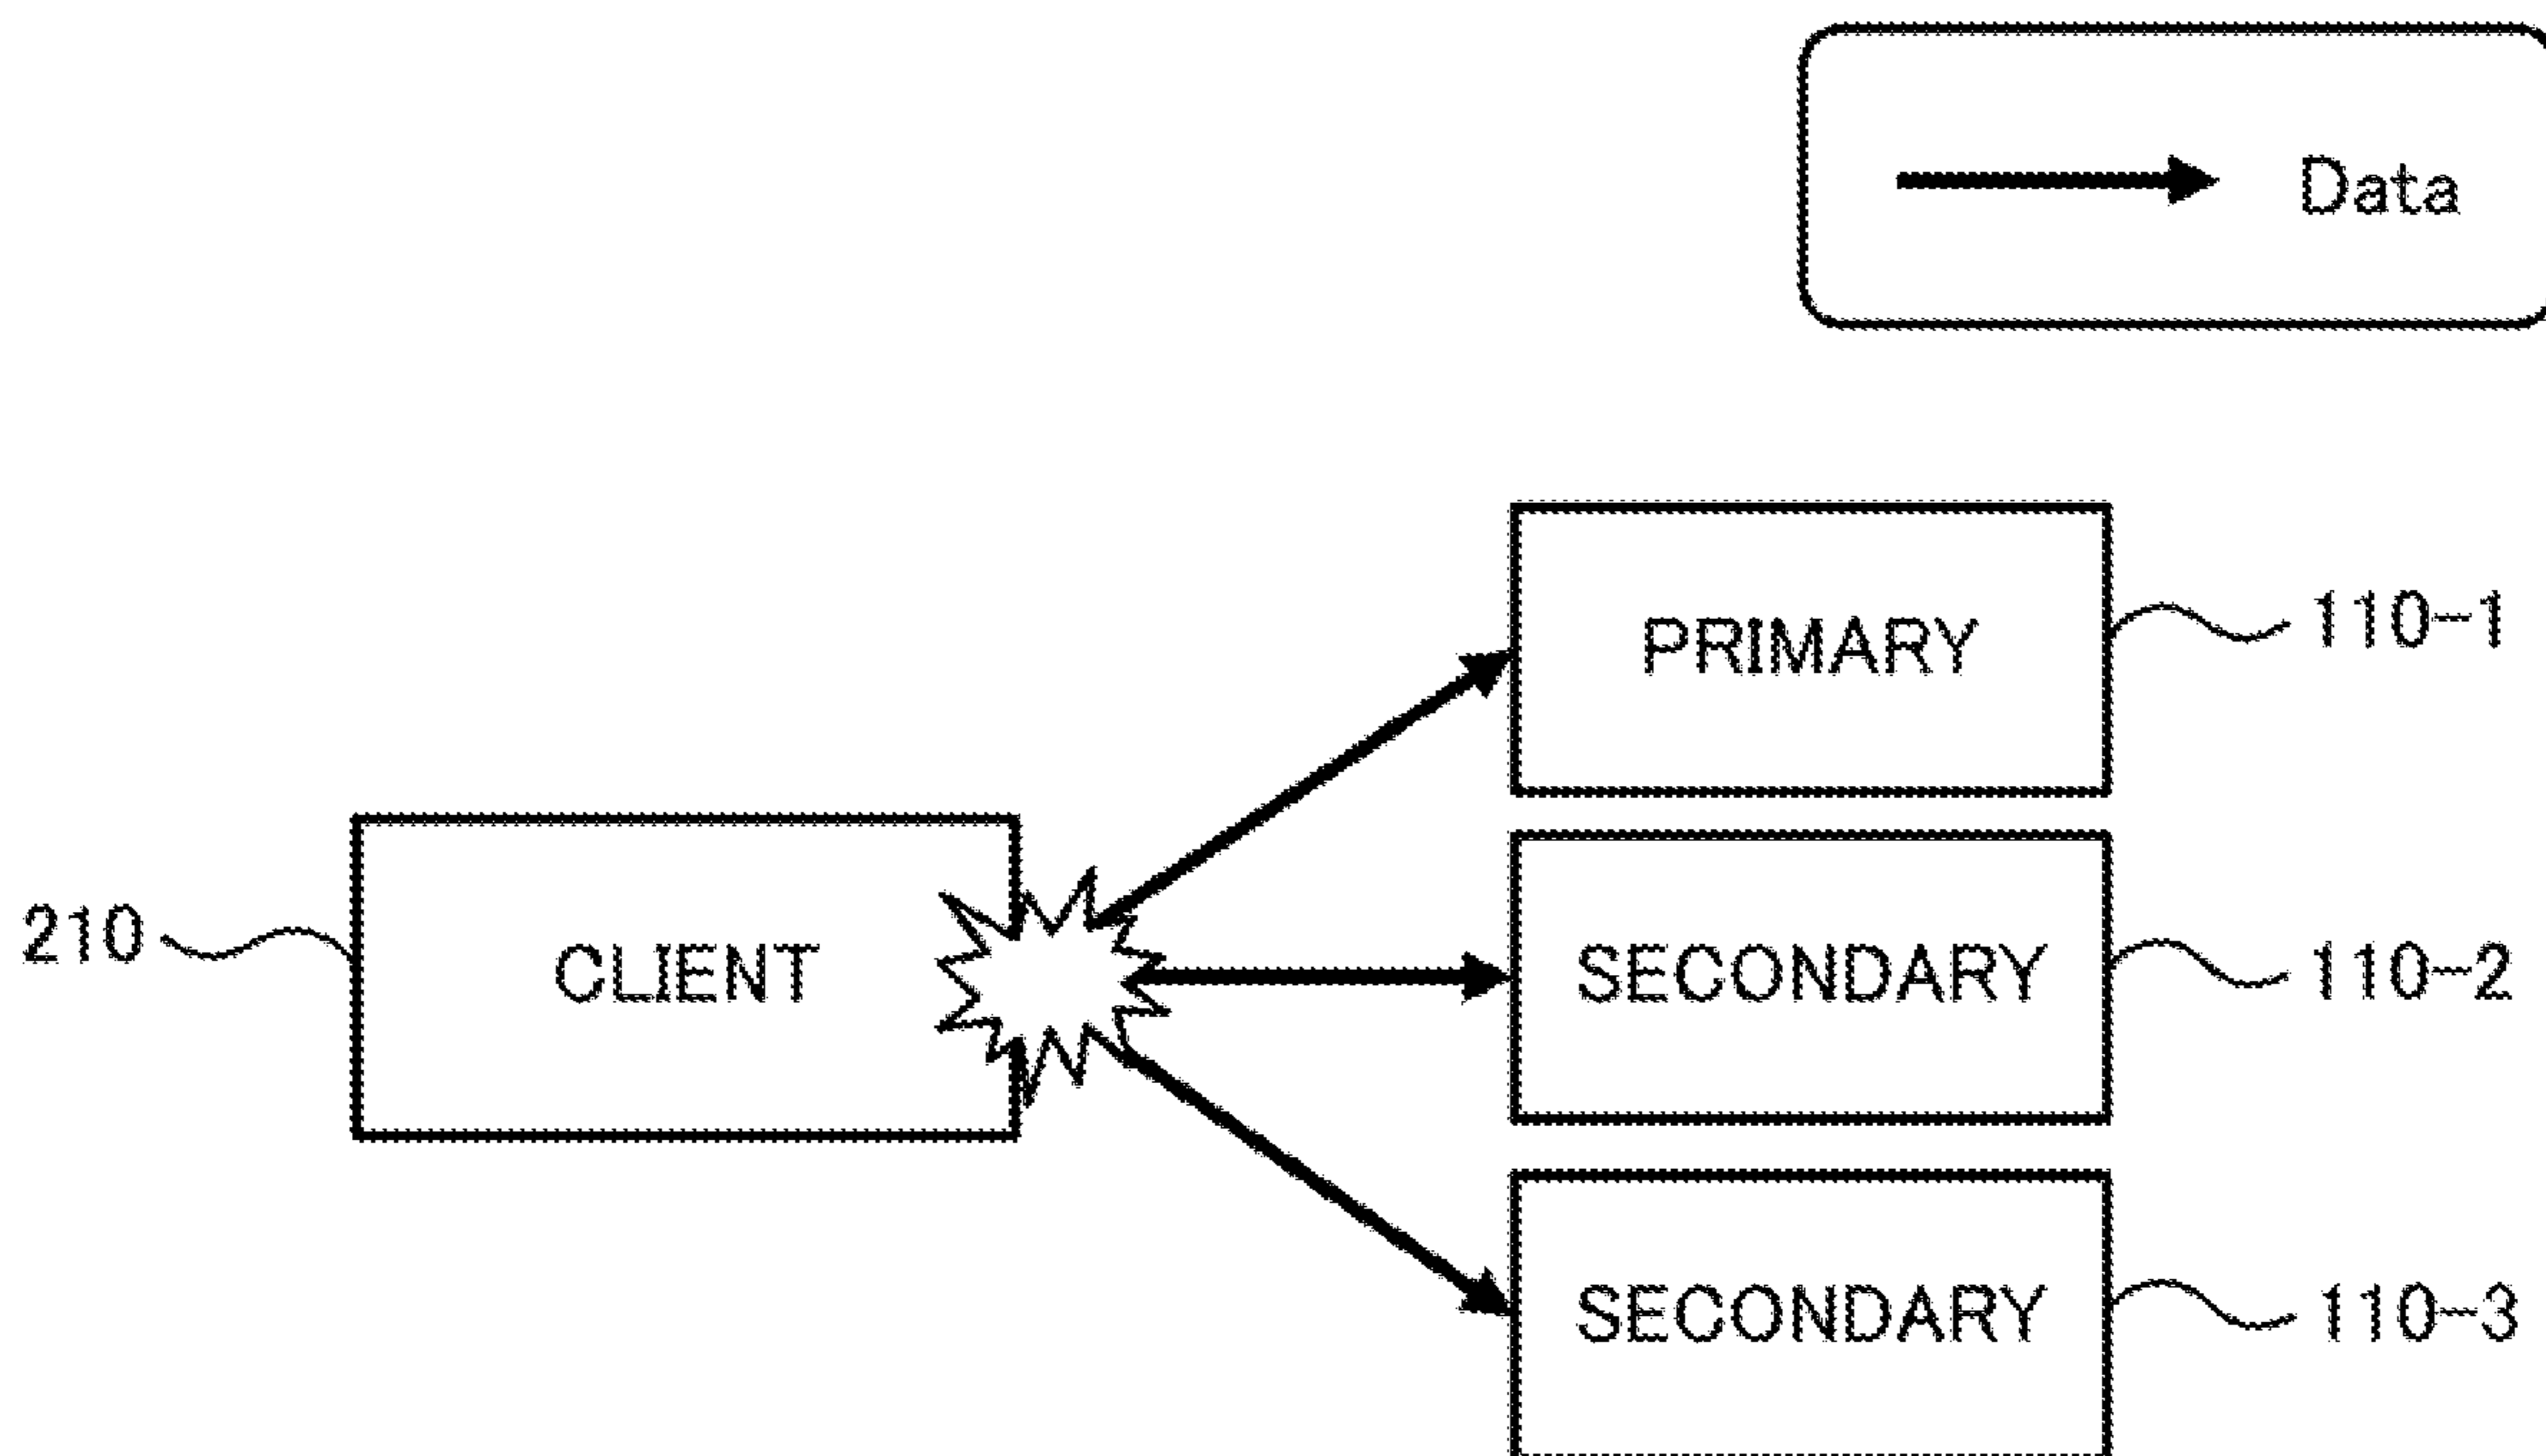 Data
PRIMARY
110-1
210
CLIENT
SECONDARY
110-2
SECONDARY
110-3